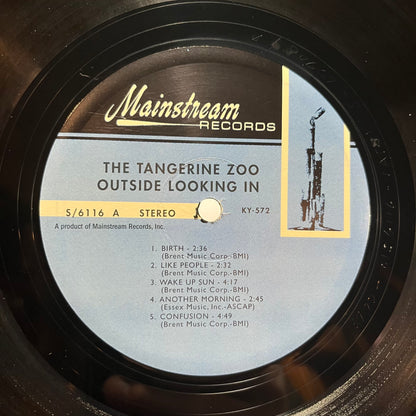 Mainstream
RECORDS
THE TANGERINE ZOO
OUTSIDE LOOKING IN
S/6116 A STEREO KY-572
A product of Mainstream Records, Inc.
1. BIRTH - 2:36
(Brent Music Corp.-BMI)
2. LIKE PEOPLE - 2:32
(Brent Music Corp.-BMI)
3. WAKE UP SUN - 4:17
(Brent Music Corp.-BMI)
4. ANOTHER MORNING - 2:45
(Essex Music, Inc.-ASCAP)
5. CONFUSION - 4:49
(Brent Music Corp-BMI)